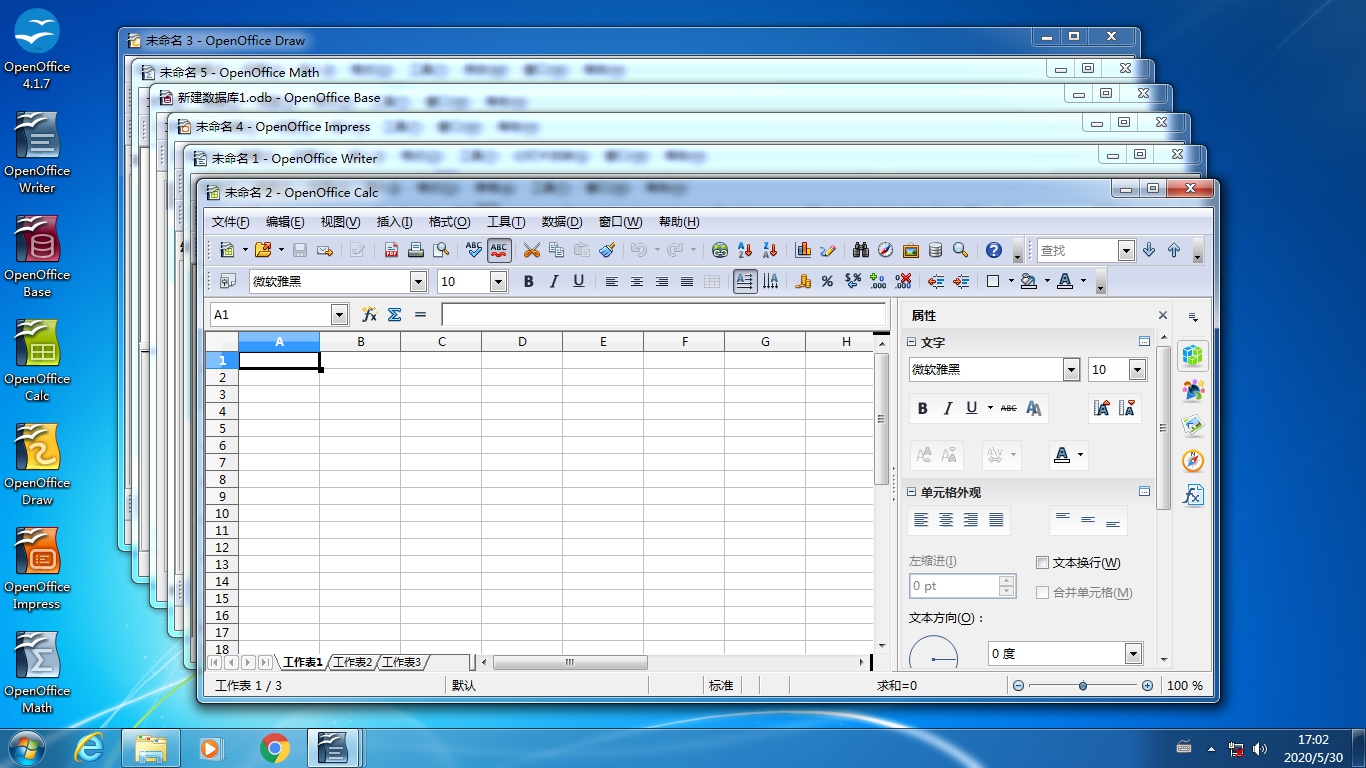 OpenOffice
4.1.7
OpenOffice
Writer
OpenOffice
Base
OpenOffice
Calc
OpenOffice
Draw
OpenOffice
Impress
OpenOffice
Math
未命名 3 - OpenOffice Draw
未命名 5 - OpenOffice Math
新建数据库1.odb - OpenOffice Base
未命名 4 - OpenOffice Impress
未命名 1 - OpenOffice Writer
未命名 2 - OpenOffice Calc
文件(F) 编辑(E) 视图(V) 插入(I) 格式(O) 工具(T) 数据(D) 窗口(W) 帮助(H)
查找
微软雅黑 10
A1
A B C D E F G H
1
2
3
4
5
6
7
8
9
10
11
12
13
14
15
16
17
18
工作表1 工作表2 工作表3
工作表 1 / 3 默认 标准 求和=0 100 %
属性
文字
微软雅黑 10
单元格外观
左缩进(I)
文本换行(W)
0 pt
合并单元格(M)
文本方向(O)：
0 度
17:02
2020/5/30